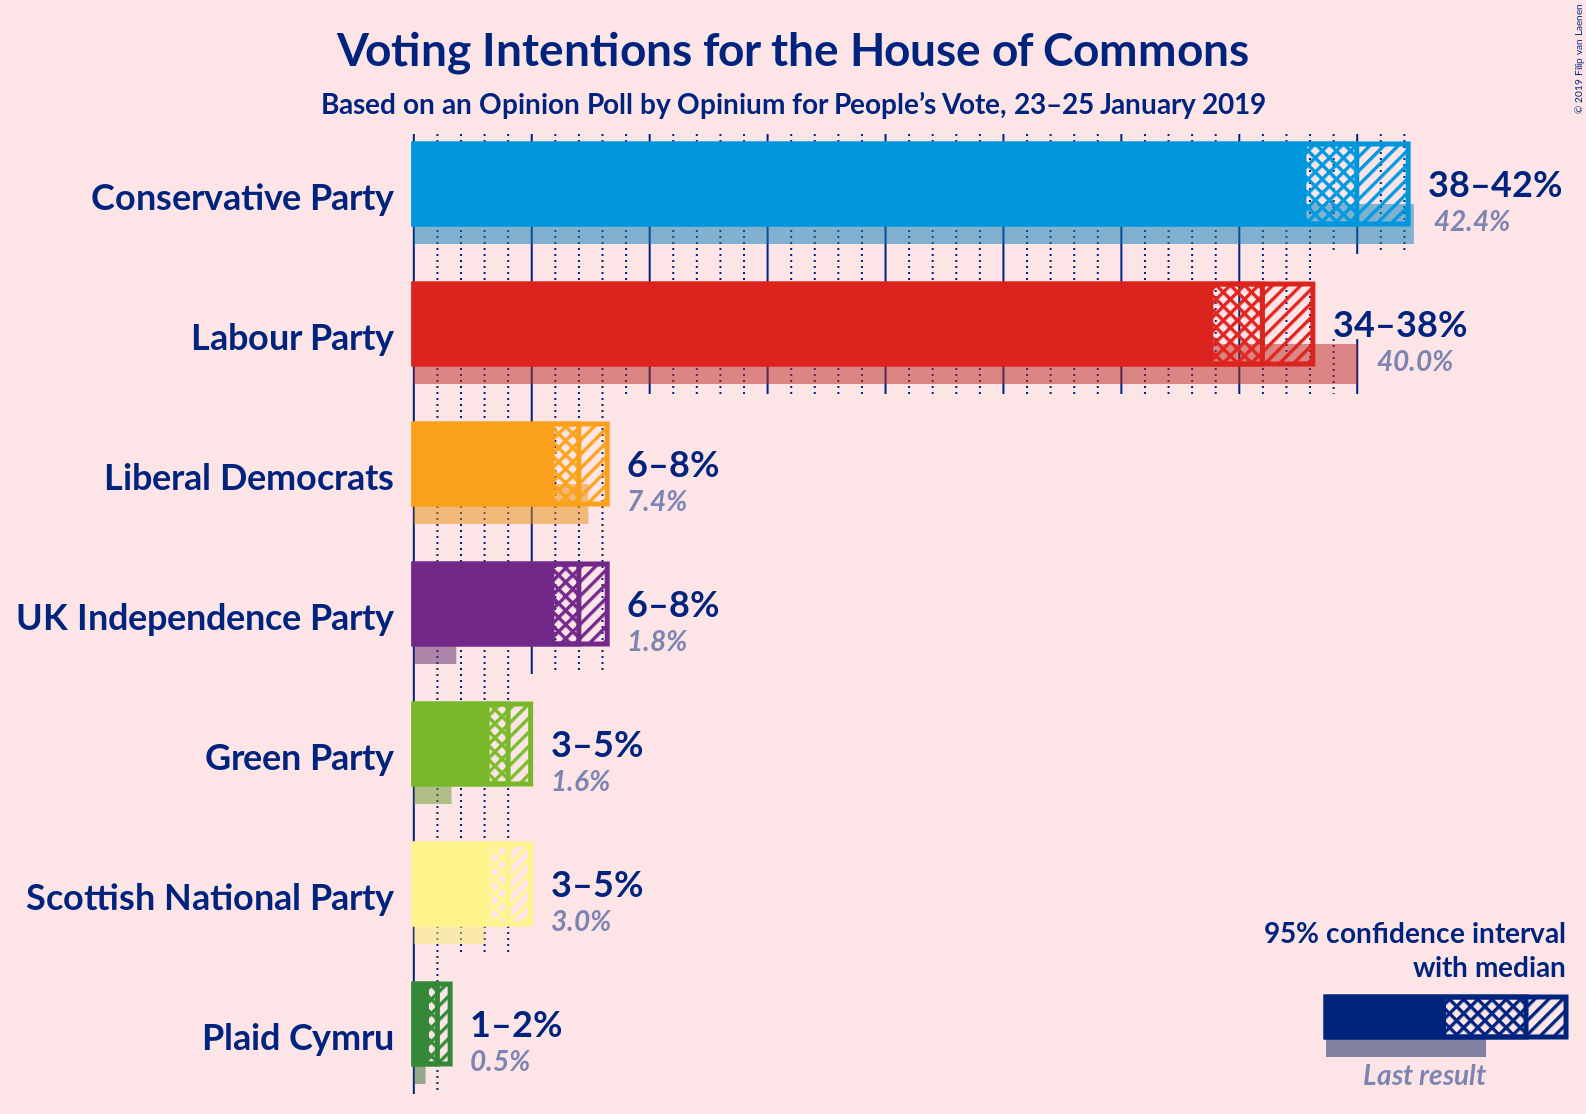 Voting Intentions for the House of Commons
Based on an Opinion Poll by Opinium for People’s Vote, 23–25 January 2019
© 2019 Filip van Laenen
Conservative Party
38–42%
42.4%
Labour Party
34–38%
40.0%
Liberal Democrats
6–8%
7.4%
UK Independence Party
6–8%
1.8%
Green Party
3–5%
1.6%
Scottish National Party
3–5%
3.0%
Plaid Cymru
1–2%
0.5%
95% confidence interval
with median
Last result